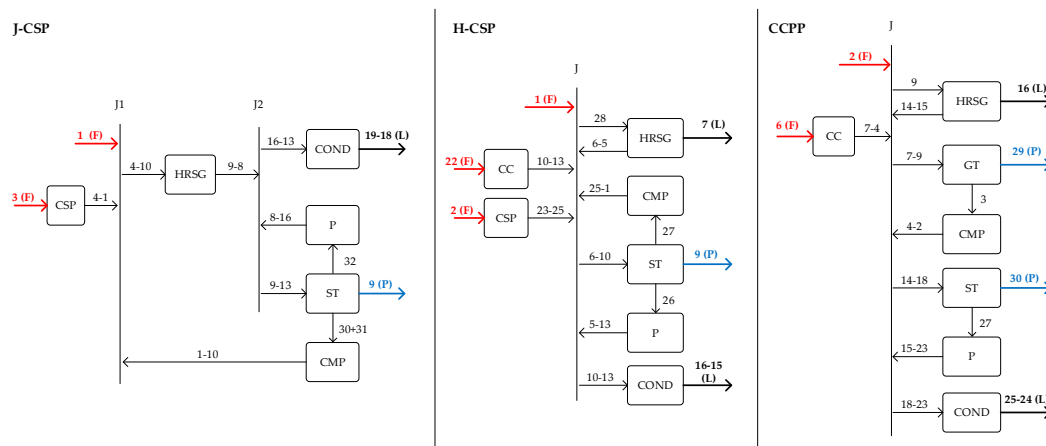 J-CSP
J1
J2
1 (F)
3 (F)
CSP
4-1
4-10
HRSG
9-8
16-13
COND
19-18 (L)
8-16
P
32
9-13
ST
9 (P)
30+31
1-10
CMP
H-CSP
J
1 (F)
28
6-5
HRSG
7 (L)
22 (F)
CC
10-13
25-1
CMP
2 (F)
CSP
23-25
27
6-10
ST
9 (P)
26
5-13
P
10-13
COND
16-15
(L)
CCPP
J
2 (F)
9
14-15
HRSG
16 (L)
6 (F)
CC
7-4
7-9
GT
29 (P)
3
4-2
CMP
14-18
ST
30 (P)
27
15-23
P
18-23
COND
25-24 (L)